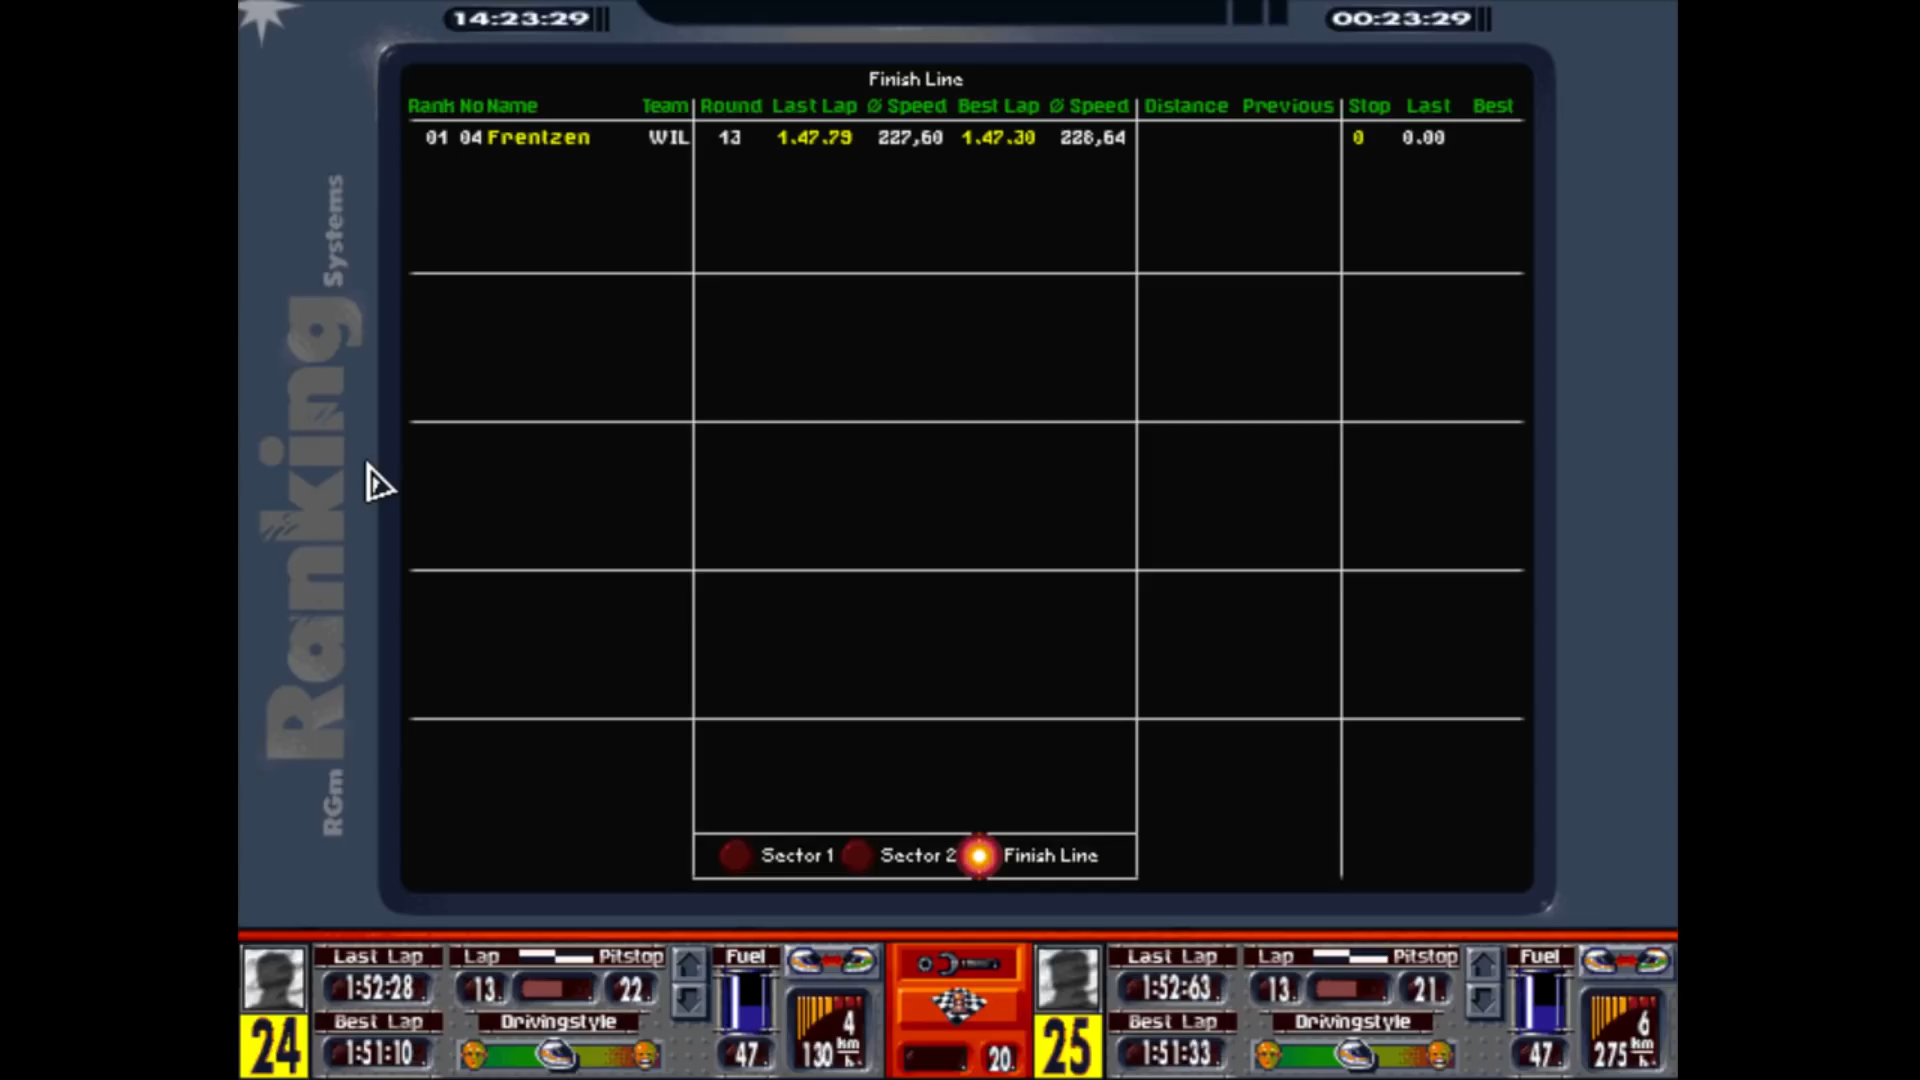 14:23:29
00:23:29
Finish Line
Rank No Name Team Round Last Lap Ø Speed Best Lap Ø Speed Distance Previous Stop Last Best
01 04 Frentzen WIL 13 1.47.79 227,60 1.47.30 228,64 0 0.00
RGm Ranking Systems
Sector 1 Sector 2 Finish Line
Last Lap Lap Pitstop Fuel
1:52:28 13. 22.
Best Lap Drivingstyle
24 1:51:10 47. 4 130 km h
20.
Last Lap Lap Pitstop Fuel
1:52:63 13. 21.
Best Lap Drivingstyle
25 1:51:33 47. 6 275 km h